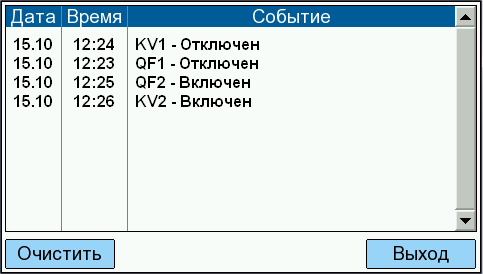 Дата Время Событие
15.10 12:24 KV1 - Отключен
15.10 12:23 QF1 - Отключен
15.10 12:25 QF2 - Включен
15.10 12:26 KV2 - Включен
Очистить Выход